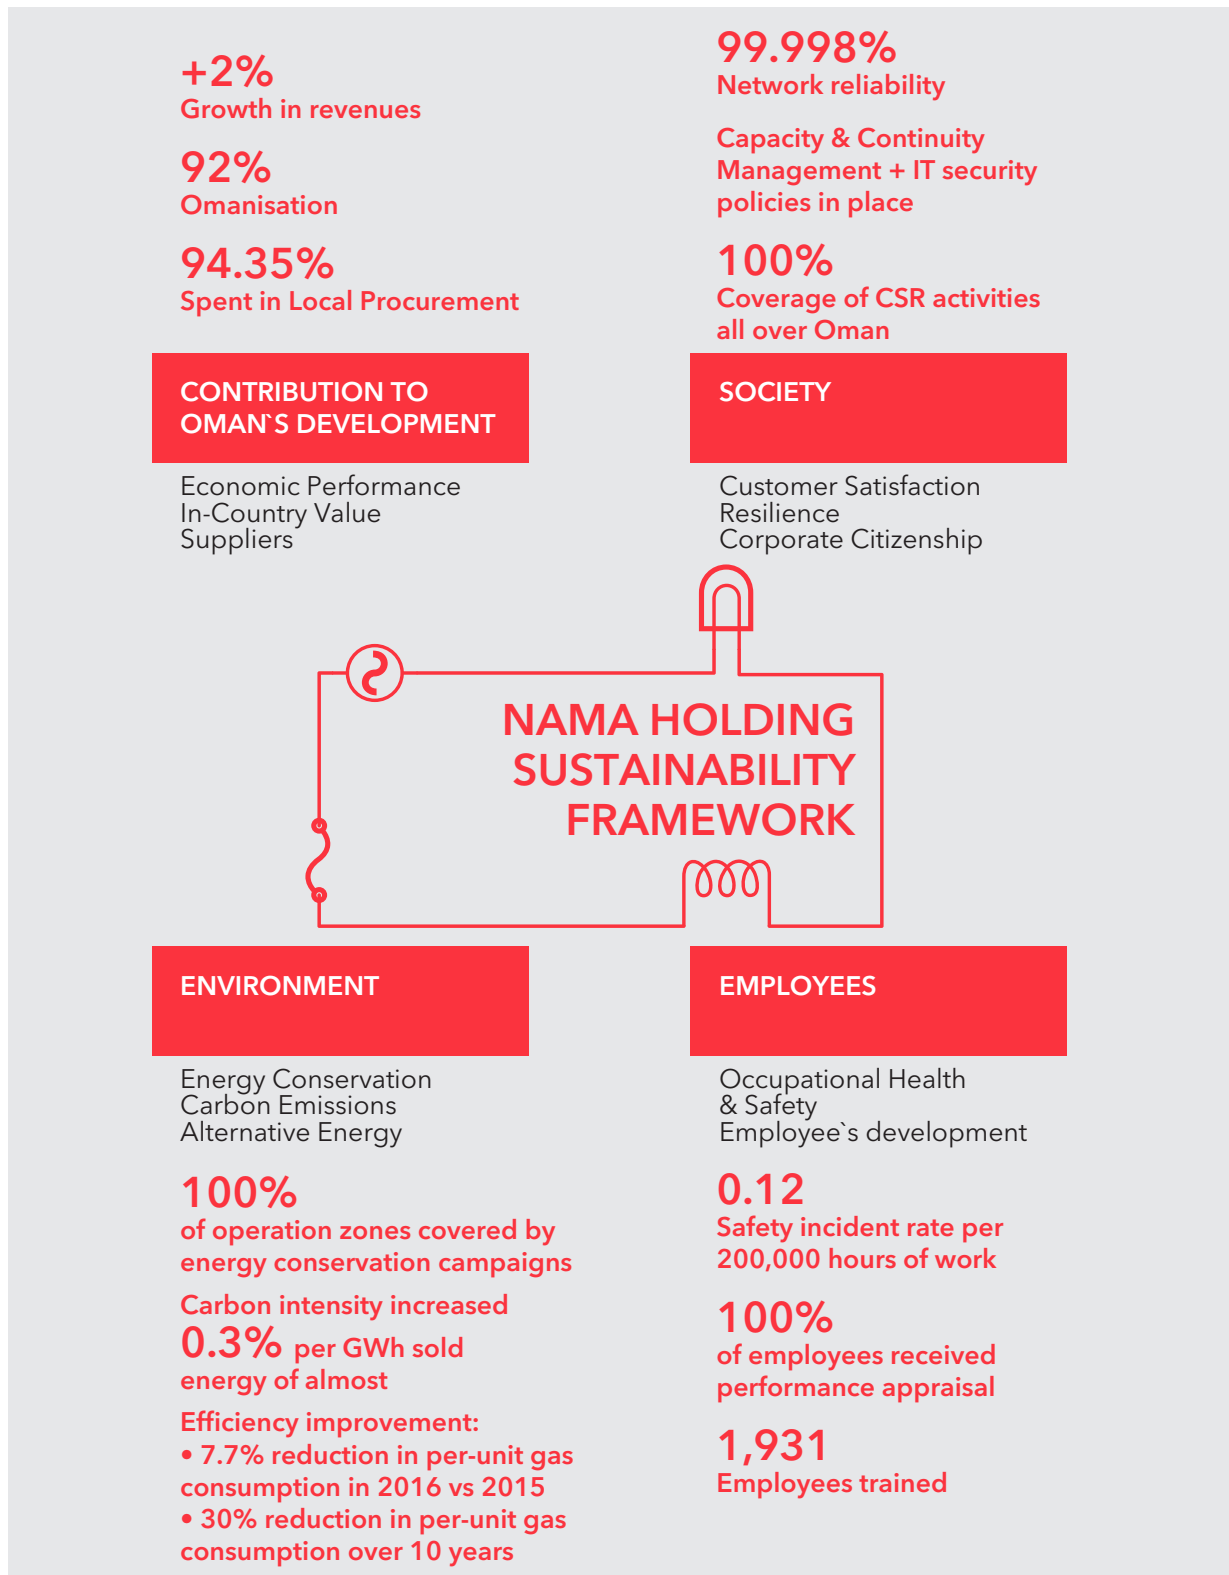 +2%
Growth in revenues
92%
Omanisation
94.35%
Spent in Local Procurement
CONTRIBUTION TO
OMAN`S DEVELOPMENT
Economic Performance
In-Country Value
Suppliers
99.998%
Network reliability
Capacity & Continuity
Management + IT security
policies in place
100%
Coverage of CSR activities
all over Oman
SOCIETY
Customer Satisfaction
Resilience
Corporate Citizenship
NAMA HOLDING
SUSTAINABILITY
FRAMEWORK
ENVIRONMENT
Energy Conservation
Carbon Emissions
Alternative Energy
100%
of operation zones covered by
energy conservation campaigns
Carbon intensity increased
0.3% per GWh sold
energy of almost
Efficiency improvement:
• 7.7% reduction in per-unit gas
consumption in 2016 vs 2015
• 30% reduction in per-unit gas
consumption over 10 years
EMPLOYEES
Occupational Health
& Safety
Employee`s development
0.12
Safety incident rate per
200,000 hours of work
100%
of employees received
performance appraisal
1,931
Employees trained